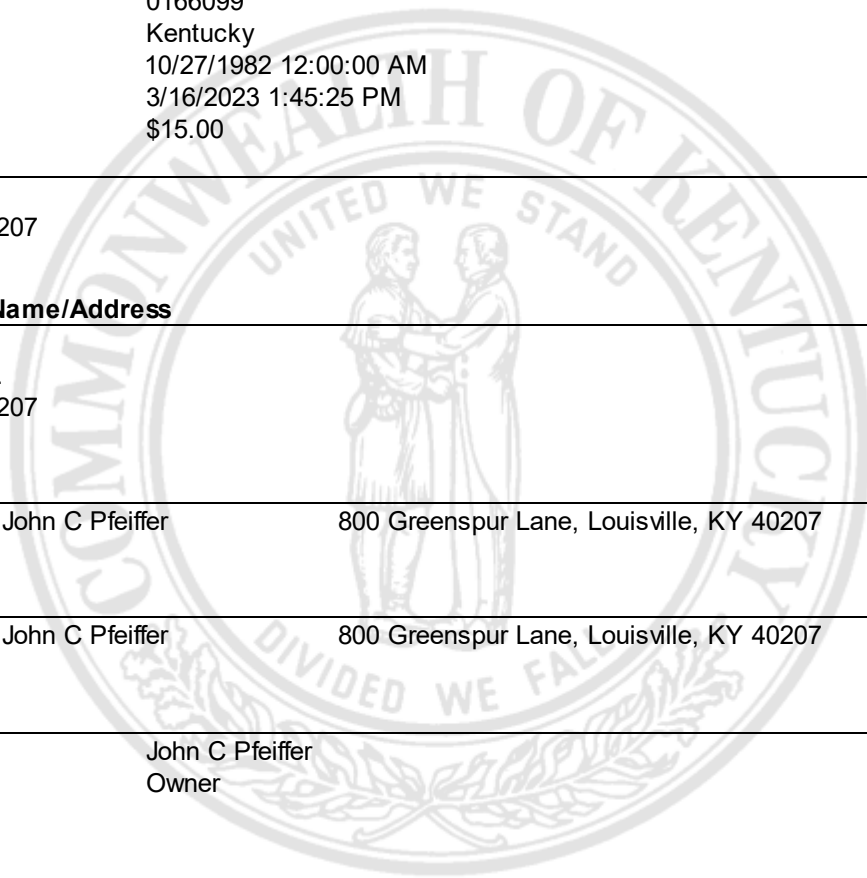 0166099
Kentucky
10/27/1982 12:00:00 AM
3/16/2023 1:45:25 PM
$15.00
207
Name/Address
207
John C Pfeiffer 800 Greenspur Lane, Louisville, KY 40207
John C Pfeiffer 800 Greenspur Lane, Louisville, KY 40207
John C Pfeiffer
Owner
COMMONWEALTH OF KENTUCKY
UNITED WE STAND
DIVIDED WE FALL